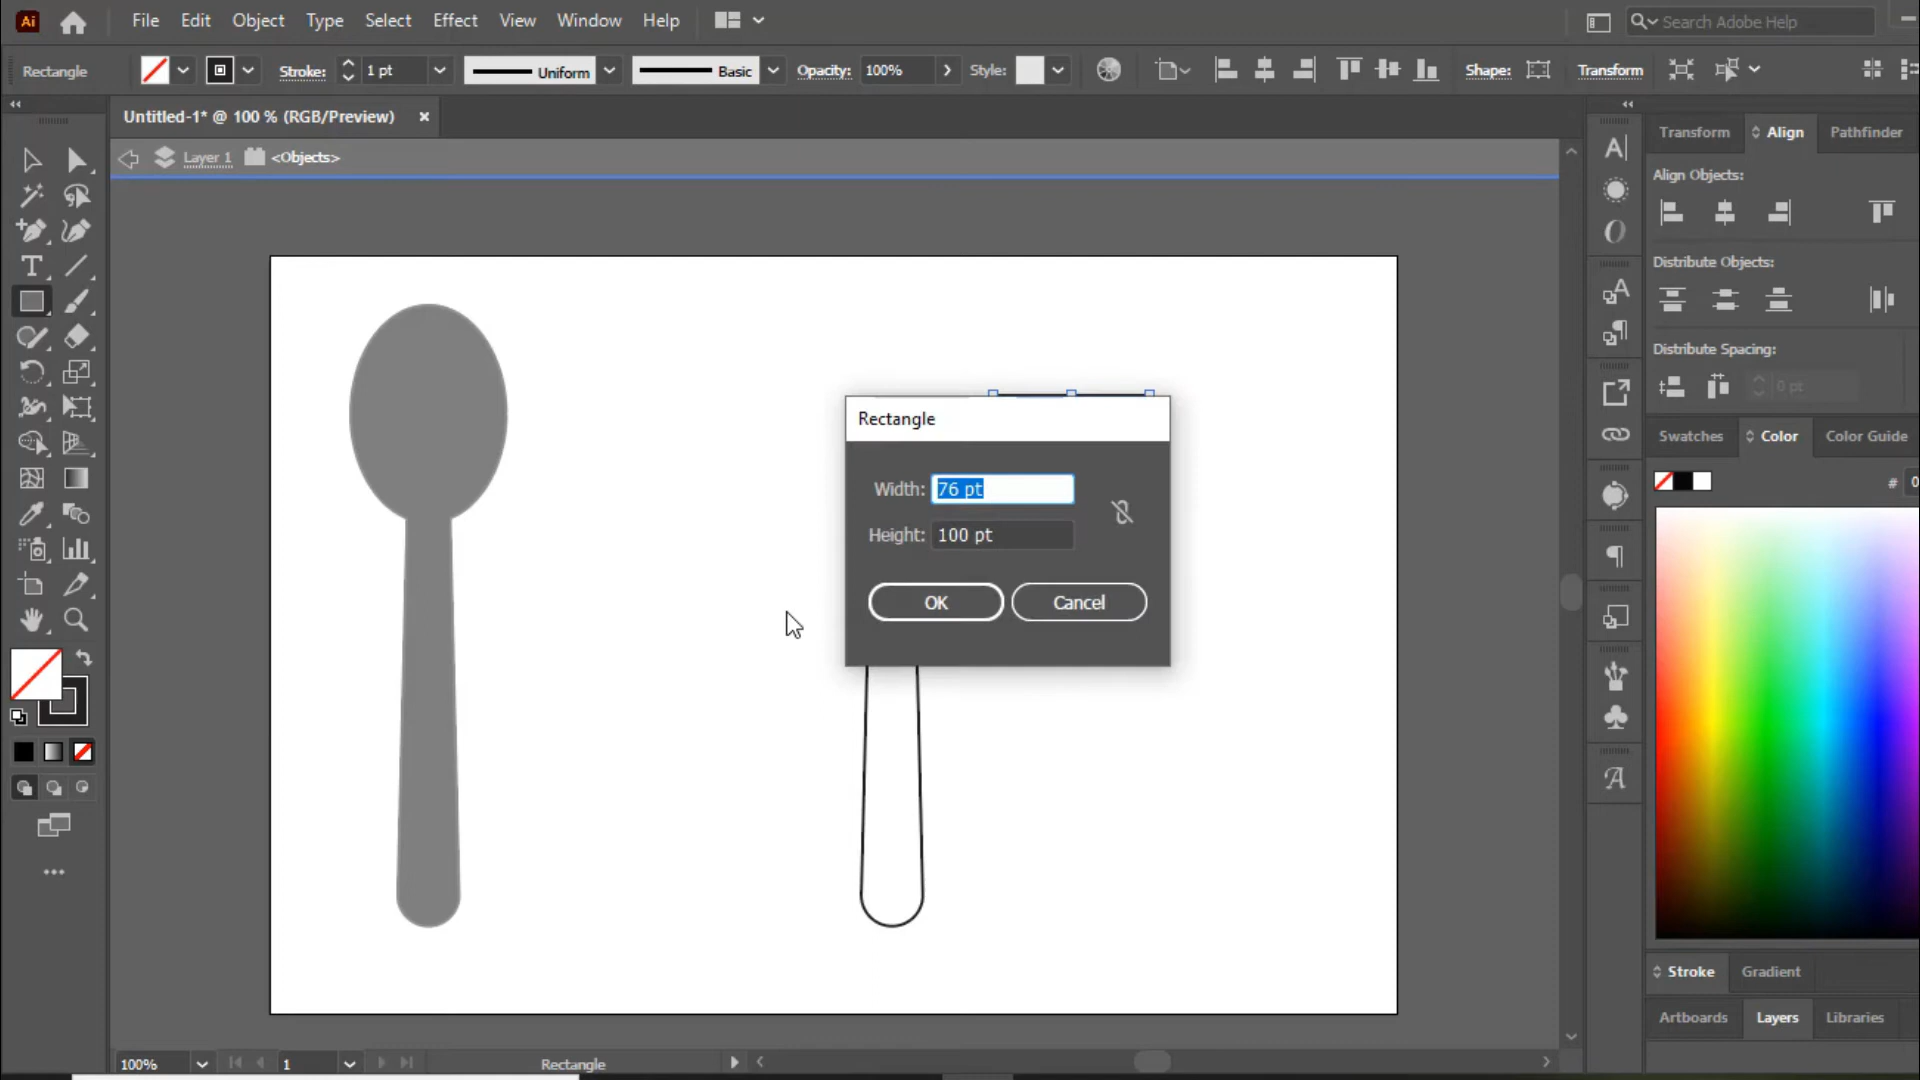 Ai File Edit Object Type Select Effect View Window Help Search Adobe Help
Rectangle Stroke: 1 pt Uniform Basic Opacity: 100% Style: Shape: Transform
Untitled-1* @ 100 % (RGB/Preview) ×
Layer 1 <Objects>
Transform Align Pathfinder
Align Objects:
Distribute Objects:
Distribute Spacing:
0 pt
Swatches Color Color Guide
#
Rectangle
Width: 76 pt
Height: 100 pt
OK Cancel
Stroke Gradient
Artboards Layers Libraries
100% 1 Rectangle